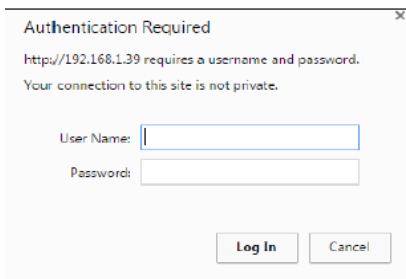 Authentication Required
http://192.168.1.39 requires a username and password.
Your connection to this site is not private.
User Name:
Password:
Log In Cancel